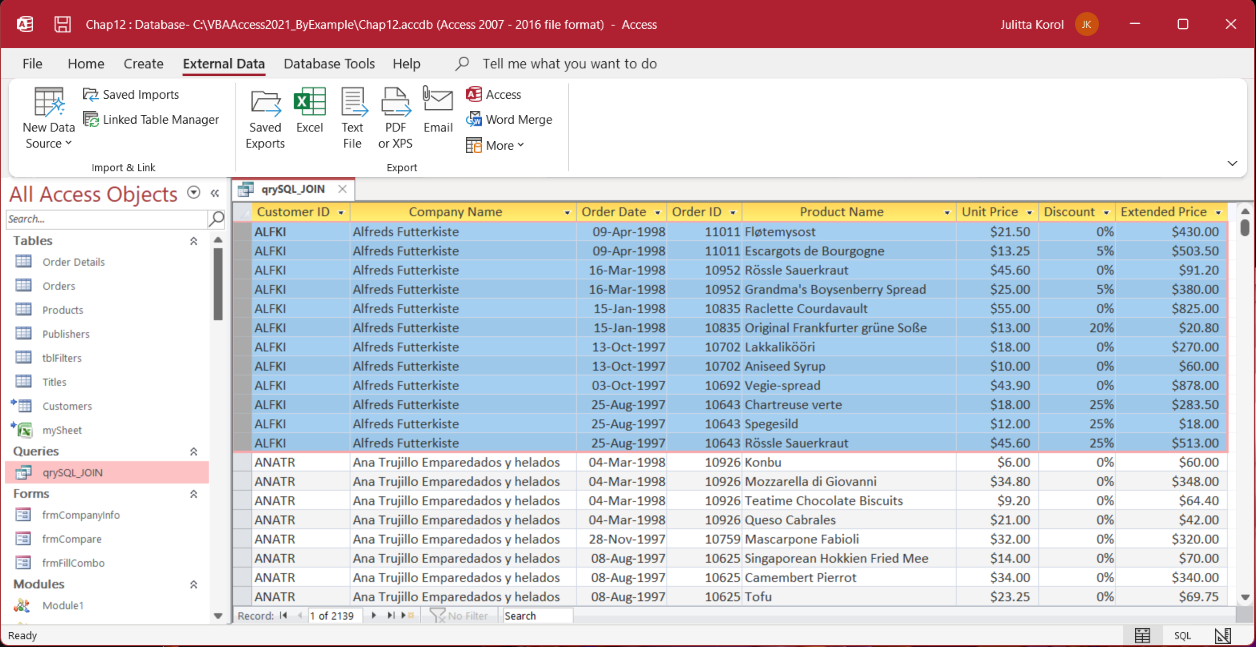 Chap12 : Database- C:\VBAAccess2021_ByExample\Chap12.accdb (Access 2007 - 2016 file format) - Access Julitta Korol JK
File Home Create External Data Database Tools Help Tell me what you want to do
New Data Source
Saved Imports
Linked Table Manager
Import & Link
Saved Exports
Excel
Text File
PDF or XPS
Email
Access
Word Merge
More
Export
All Access Objects
Search...
Tables
Order Details
Orders
Products
Publishers
tblFilters
Titles
Customers
mySheet
Queries
qrySQL_JOIN
Forms
frmCompanyInfo
frmCompare
frmFillCombo
Modules
Module1
qrySQL_JOIN
Customer ID Company Name Order Date Order ID Product Name Unit Price Discount Extended Price
ALFKI Alfreds Futterkiste 09-Apr-1998 11011 Fløtemysost $21.50 0% $430.00
ALFKI Alfreds Futterkiste 09-Apr-1998 11011 Escargots de Bourgogne $13.25 5% $503.50
ALFKI Alfreds Futterkiste 16-Mar-1998 10952 Rössle Sauerkraut $45.60 0% $91.20
ALFKI Alfreds Futterkiste 16-Mar-1998 10952 Grandma's Boysenberry Spread $25.00 5% $380.00
ALFKI Alfreds Futterkiste 15-Jan-1998 10835 Raclette Courdavault $55.00 0% $825.00
ALFKI Alfreds Futterkiste 15-Jan-1998 10835 Original Frankfurter grüne Soße $13.00 20% $20.80
ALFKI Alfreds Futterkiste 13-Oct-1997 10702 Lakkalikööri $18.00 0% $270.00
ALFKI Alfreds Futterkiste 13-Oct-1997 10702 Aniseed Syrup $10.00 0% $60.00
ALFKI Alfreds Futterkiste 03-Oct-1997 10692 Vegie-spread $43.90 0% $878.00
ALFKI Alfreds Futterkiste 25-Aug-1997 10643 Chartreuse verte $18.00 25% $283.50
ALFKI Alfreds Futterkiste 25-Aug-1997 10643 Spegesild $12.00 25% $18.00
ALFKI Alfreds Futterkiste 25-Aug-1997 10643 Rössle Sauerkraut $45.60 25% $513.00
ANATR Ana Trujillo Emparedados y helados 04-Mar-1998 10926 Konbu $6.00 0% $60.00
ANATR Ana Trujillo Emparedados y helados 04-Mar-1998 10926 Mozzarella di Giovanni $34.80 0% $348.00
ANATR Ana Trujillo Emparedados y helados 04-Mar-1998 10926 Teatime Chocolate Biscuits $9.20 0% $64.40
ANATR Ana Trujillo Emparedados y helados 04-Mar-1998 10926 Queso Cabrales $21.00 0% $42.00
ANATR Ana Trujillo Emparedados y helados 28-Nov-1997 10759 Mascarpone Fabioli $32.00 0% $320.00
ANATR Ana Trujillo Emparedados y helados 08-Aug-1997 10625 Singaporean Hokkien Fried Mee $14.00 0% $70.00
ANATR Ana Trujillo Emparedados y helados 08-Aug-1997 10625 Camembert Pierrot $34.00 0% $340.00
ANATR Ana Trujillo Emparedados y helados 08-Aug-1997 10625 Tofu $23.25 0% $69.75
Record: 1 of 2139 No Filter Search
Ready SQL